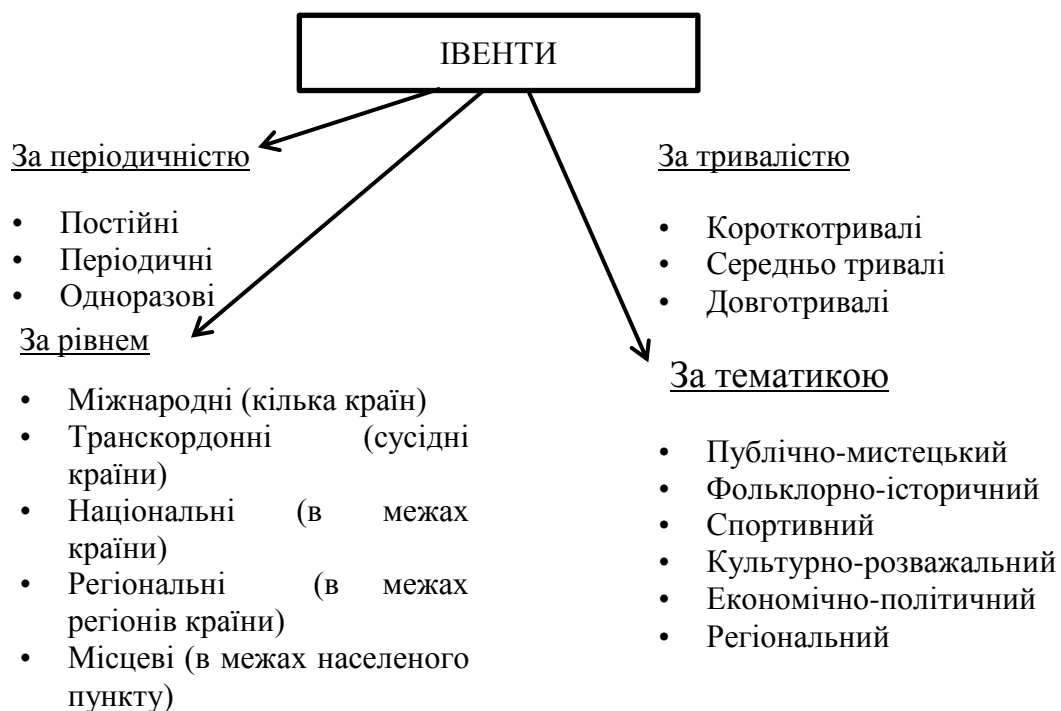 ІВЕНТИ
За періодичністю
• Постійні
• Періодичні
• Одноразові
За рівнем
• Міжнародні (кілька країн)
• Транскордонні (сусідні
країни)
• Національні (в межах
країни)
• Регіональні (в межах
регіонів країни)
• Місцеві (в межах населеного
пункту)
За тривалістю
• Короткотривалі
• Середньо тривалі
• Довготривалі
За тематикою
• Публічно-мистецький
• Фольклорно-історичний
• Спортивний
• Культурно-розважальний
• Економічно-політичний
• Регіональний